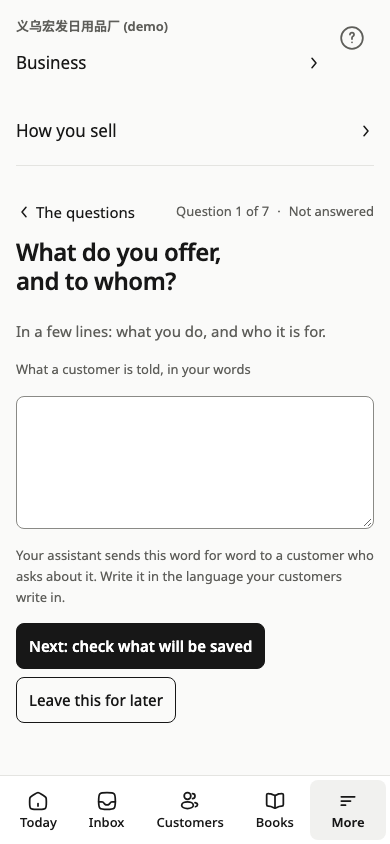 义乌宏发日用品厂 (demo)
Business
How you sell
The questions
Question 1 of 7 · Not answered
What do you offer,
and to whom?
In a few lines: what you do, and who it is for.
What a customer is told, in your words
Your assistant sends this word for word to a customer who
asks about it. Write it in the language your customers
write in.
Next: check what will be saved
Leave this for later
Today
Inbox
Customers
Books
More